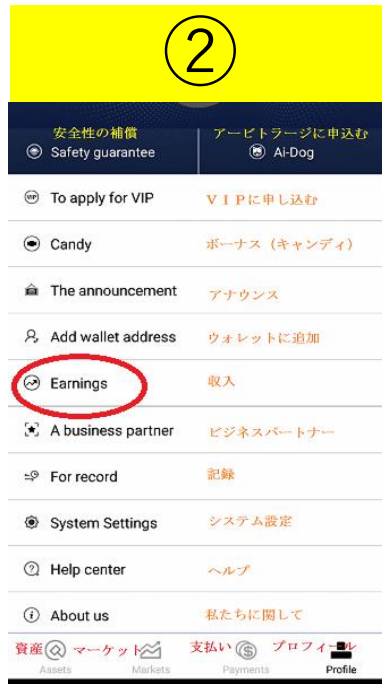 ②
安全性の補償 アービトラージに申込む
Safety guarantee Ai-Dog
To apply for VIP ＶＩＰに申し込む
Candy ボーナス（キャンディ）
The announcement アナウンス
Add wallet address ウォレットに追加
Earnings 収入
A business partner ビジネスパートナー
For record 記録
System Settings システム設定
Help center ヘルプ
About us 私たちに関して
資産 マーケット 支払い プロフィール
Assets Markets Payments Profile